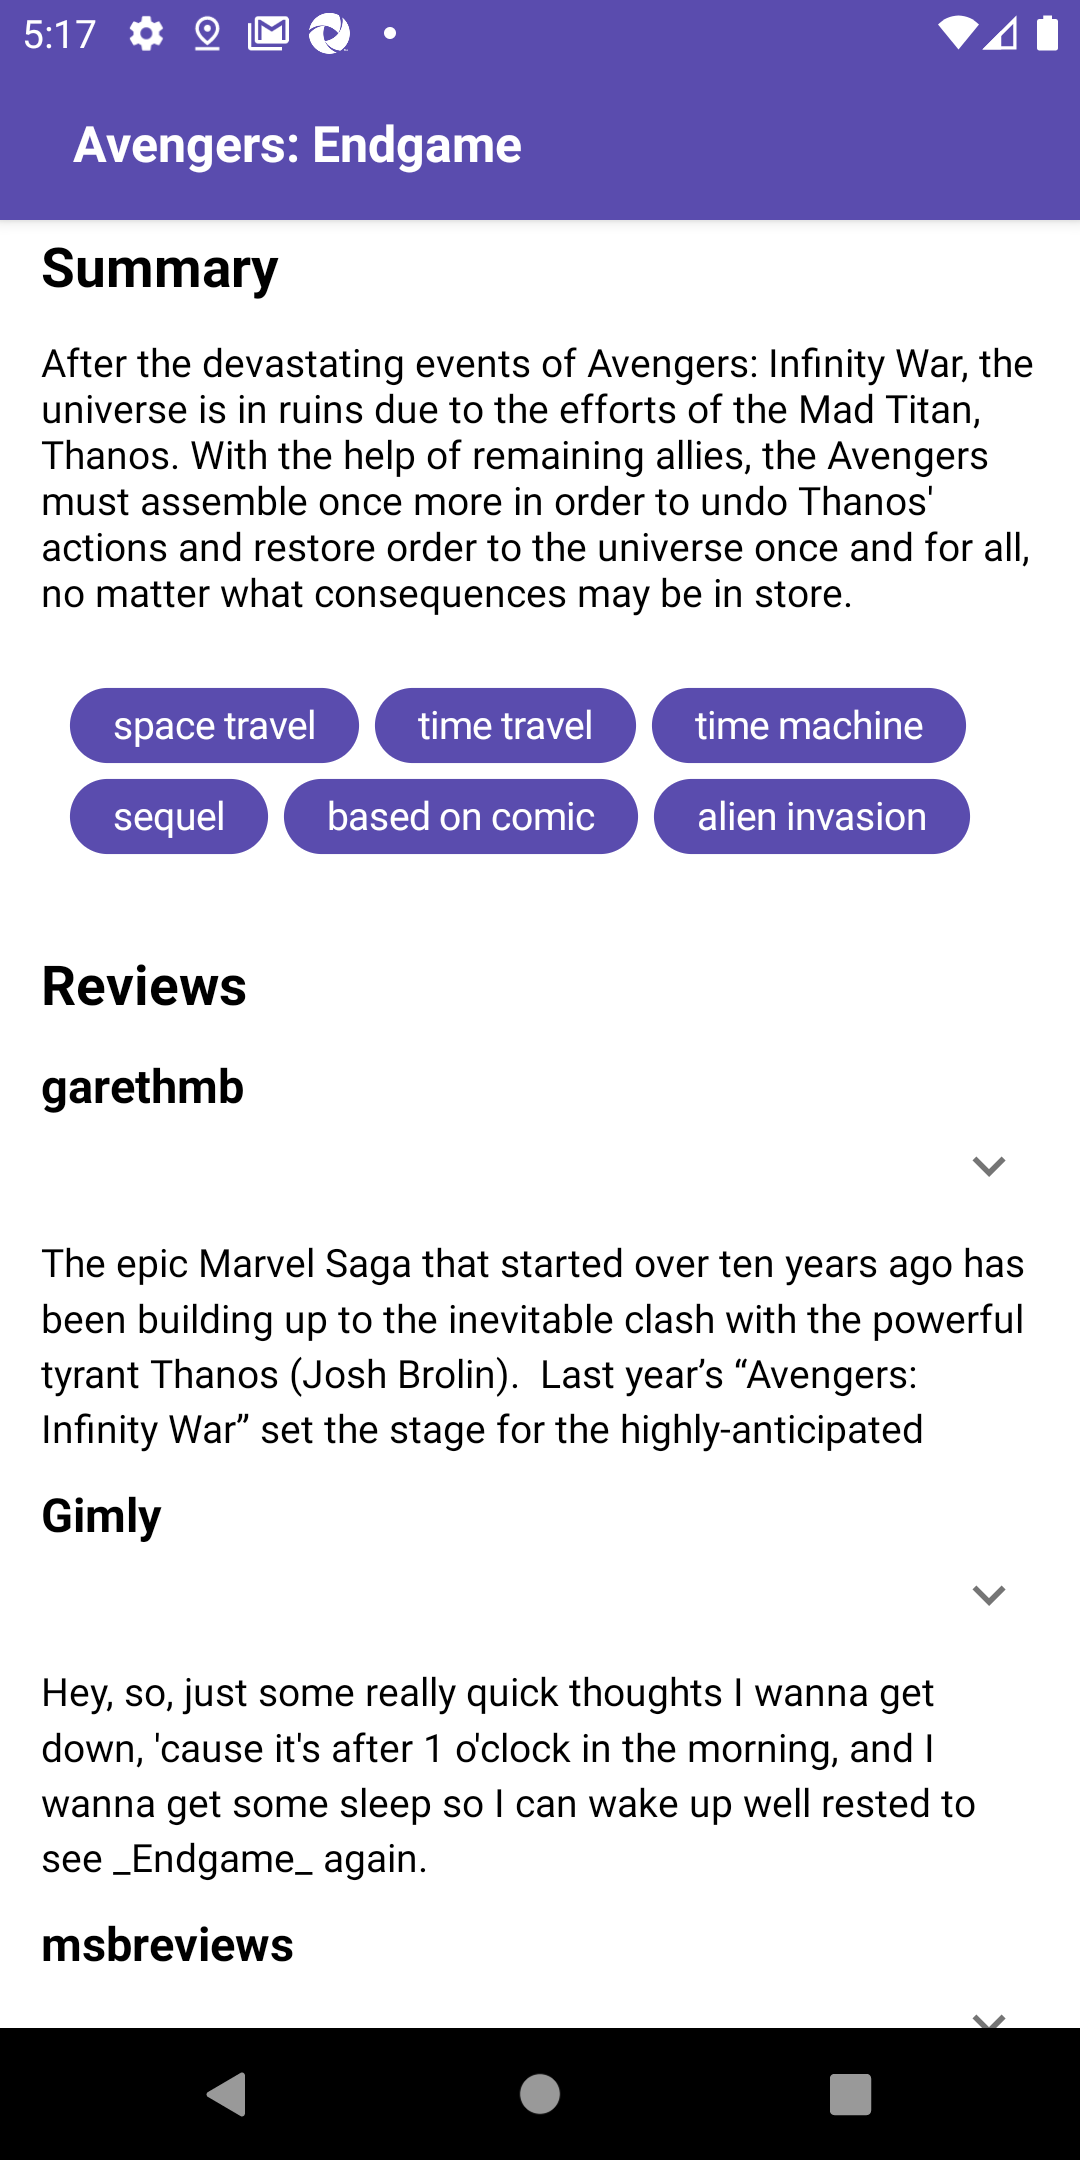 5:17
Avengers: Endgame
Summary
After the devastating events of Avengers: Infinity War, the
universe is in ruins due to the efforts of the Mad Titan,
Thanos. With the help of remaining allies, the Avengers
must assemble once more in order to undo Thanos'
actions and restore order to the universe once and for all,
no matter what consequences may be in store.
space travel time travel time machine
sequel based on comic alien invasion
Reviews
garethmb
The epic Marvel Saga that started over ten years ago has
been building up to the inevitable clash with the powerful
tyrant Thanos (Josh Brolin).  Last year’s “Avengers:
Infinity War” set the stage for the highly-anticipated
Gimly
Hey, so, just some really quick thoughts I wanna get
down, 'cause it's after 1 o'clock in the morning, and I
wanna get some sleep so I can wake up well rested to
see _Endgame_ again.
msbreviews